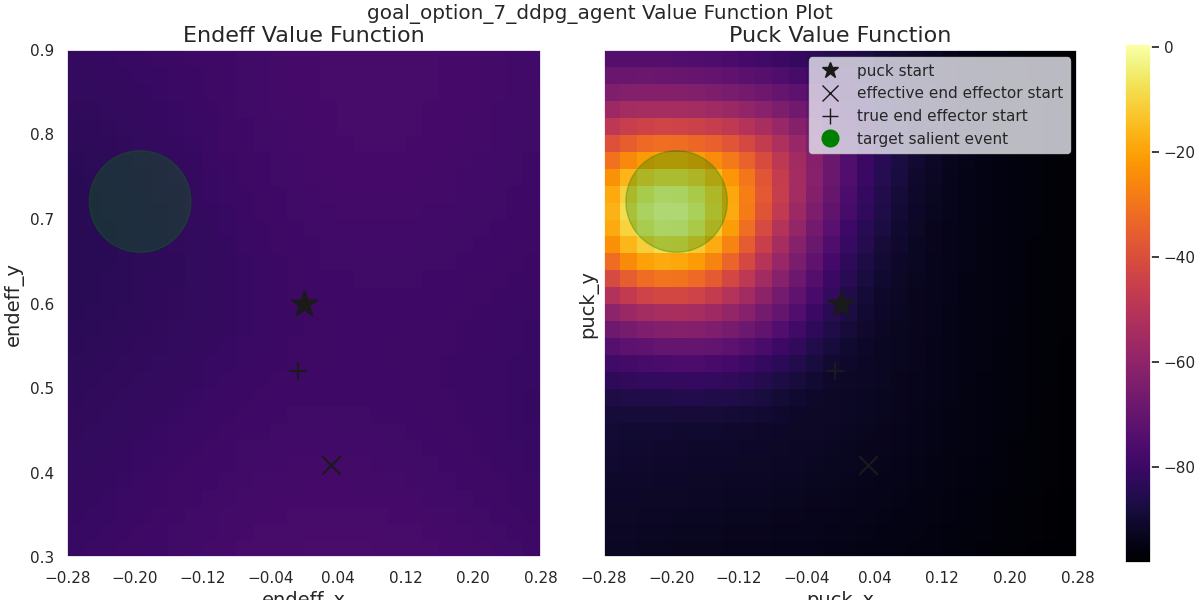 goal_option_7_ddpg_agent Value Function Plot
Endeff Value Function
Puck Value Function
0.9
0.8
0.7
0.6
0.5
0.4
0.3
endeff_y
−0.28 −0.20 −0.12 −0.04 0.04 0.12 0.20 0.28
endeff_x
puck_y
puck start
effective end effector start
true end effector start
target salient event
−0.28 −0.20 −0.12 −0.04 0.04 0.12 0.20 0.28
puck_x
0
−20
−40
−60
−80